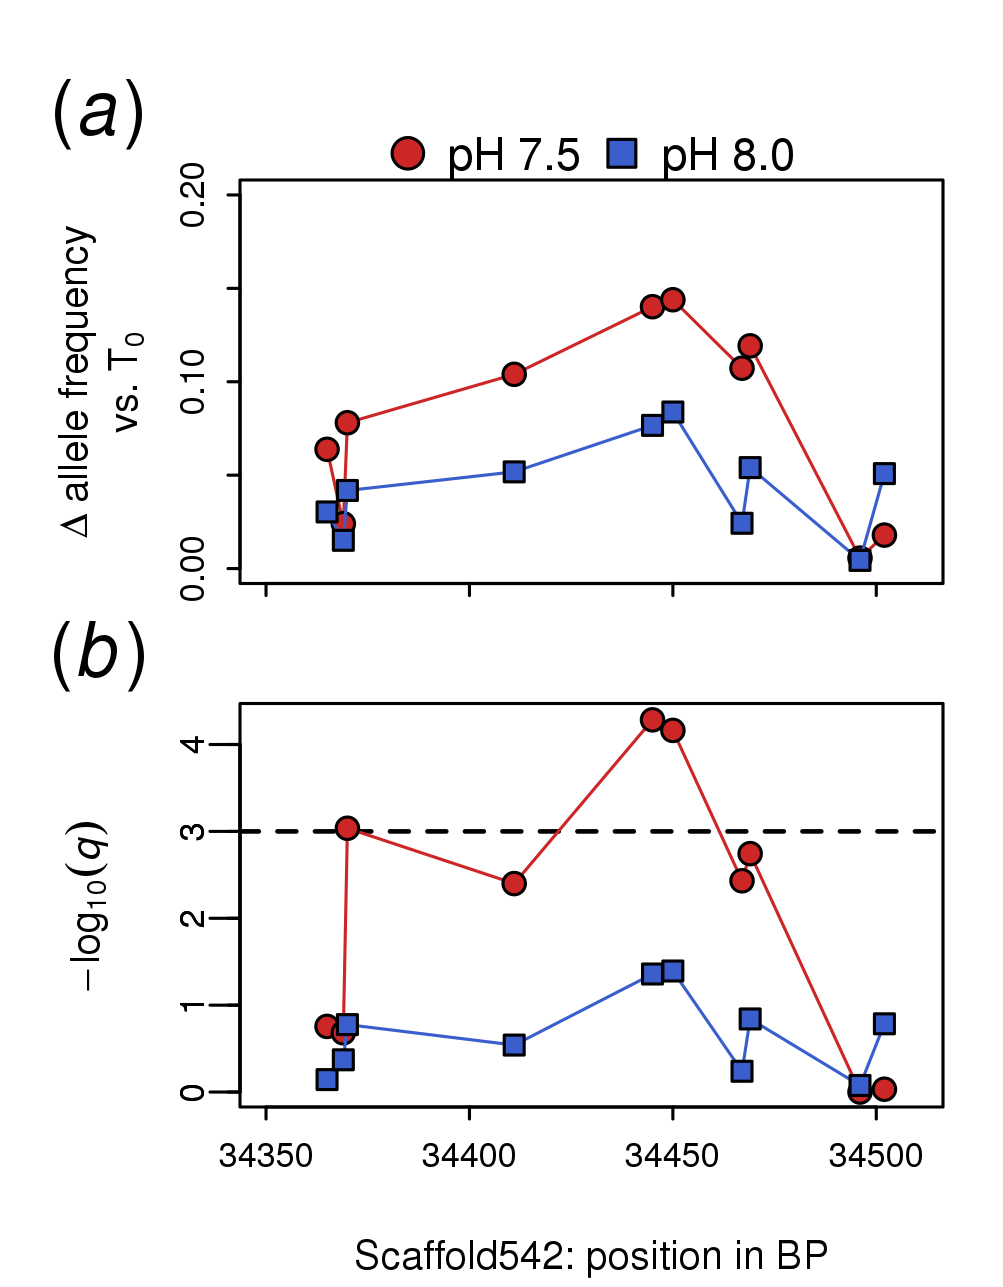 (a)
pH 7.5 pH 8.0
Δ allele frequency
vs. T0
0.20
0.10
0.00
(b)
−log10(q)
4
3
2
1
0
34350 34400 34450 34500
Scaffold542: position in BP